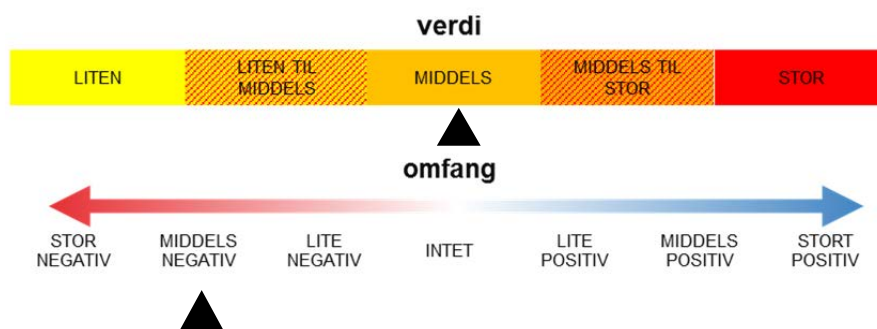 verdi
LITEN
LITEN TIL
MIDDELS
MIDDELS
MIDDELS TIL
STOR
STOR
omfang
STOR
NEGATIV
MIDDELS
NEGATIV
LITE
NEGATIV
INTET
LITE
POSITIV
MIDDELS
POSITIV
STORT
POSITIV